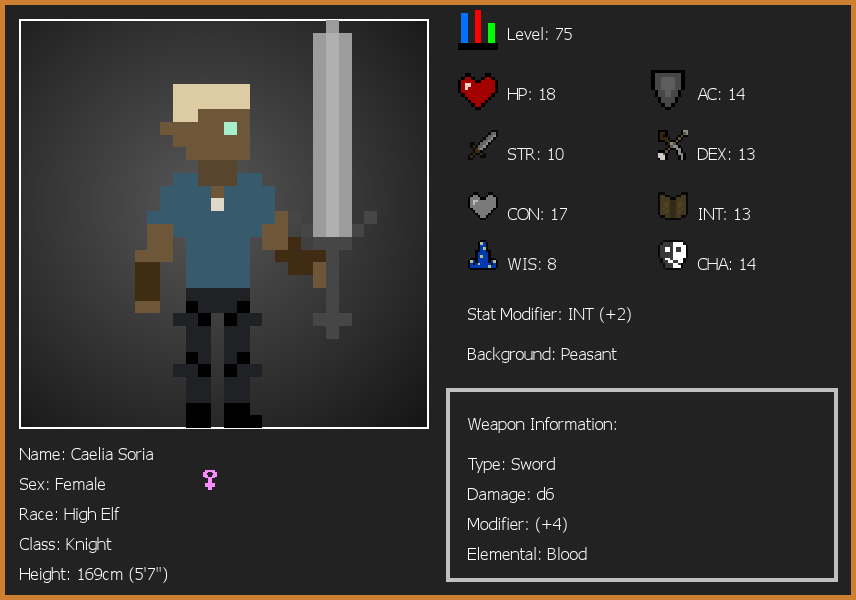 Level: 75
HP: 18
AC: 14
STR: 10
DEX: 13
CON: 17
INT: 13
WIS: 8
CHA: 14
Stat Modifier: INT (+2)
Background: Peasant
Weapon Information:
Type: Sword
Damage: d6
Modifier: (+4)
Elemental: Blood
Name: Caelia Soria
Sex: Female
Race: High Elf
Class: Knight
Height: 169cm (5'7")